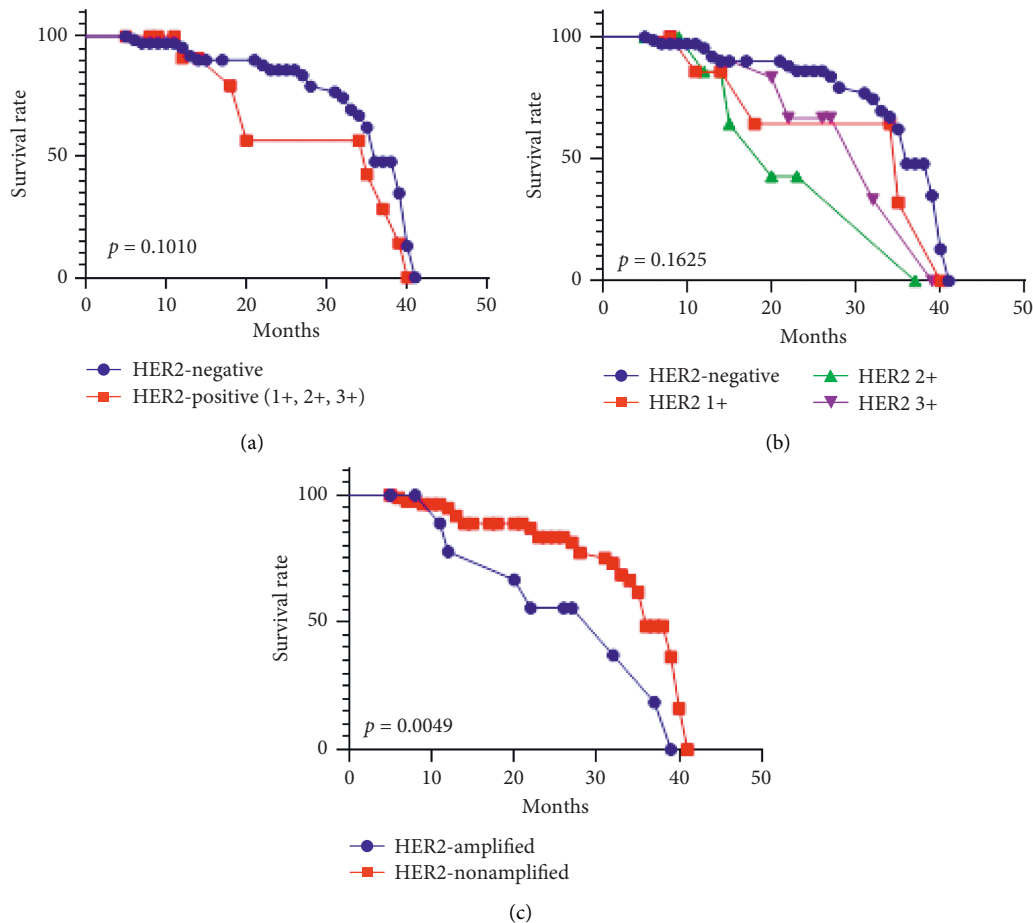 100
50
0
Survival rate
p = 0.1010
0 10 20 30 40 50
Months
HER2-negative
HER2-positive (1+, 2+, 3+)
(a)
100
50
0
Survival rate
p = 0.1625
0 10 20 30 40 50
Months
HER2-negative HER2 2+
HER2 1+ HER2 3+
(b)
100
50
0
Survival rate
p = 0.0049
0 10 20 30 40 50
Months
HER2-amplified
HER2-nonamplified
(c)